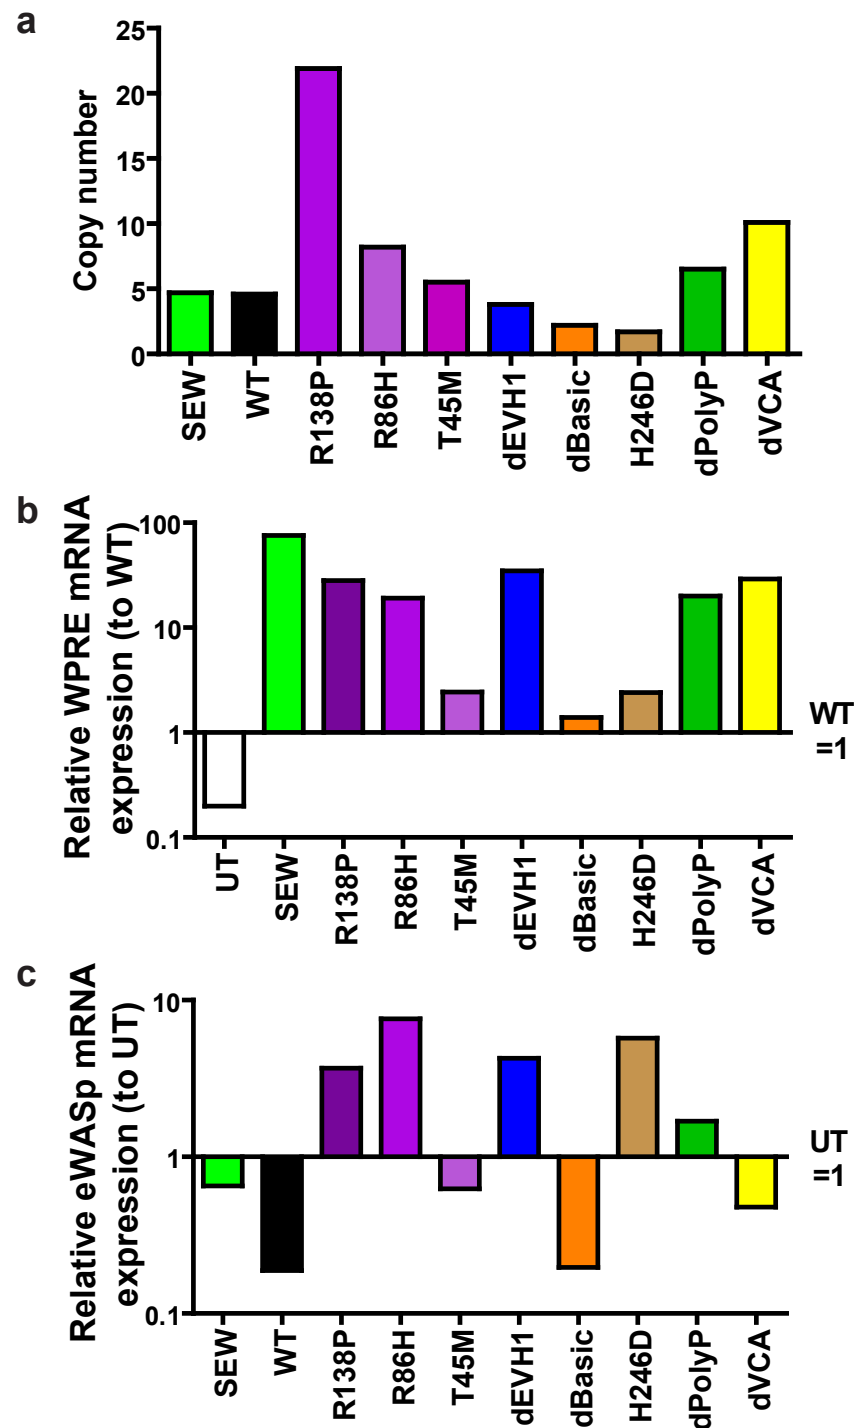 a
Copy number
25
20
15
10
5
0
SEW
WT
R138P
R86H
T45M
dEVH1
dBasic
H246D
dPolyP
dVCA
b
Relative WPRE mRNA
expression (to WT)
100
10
1
0.1
WT
=1
UT
SEW
R138P
R86H
T45M
dEVH1
dBasic
H246D
dPolyP
dVCA
c
Relative eWASp mRNA
expression (to UT)
10
1
0.1
UT
=1
SEW
WT
R138P
R86H
T45M
dEVH1
dBasic
H246D
dPolyP
dVCA